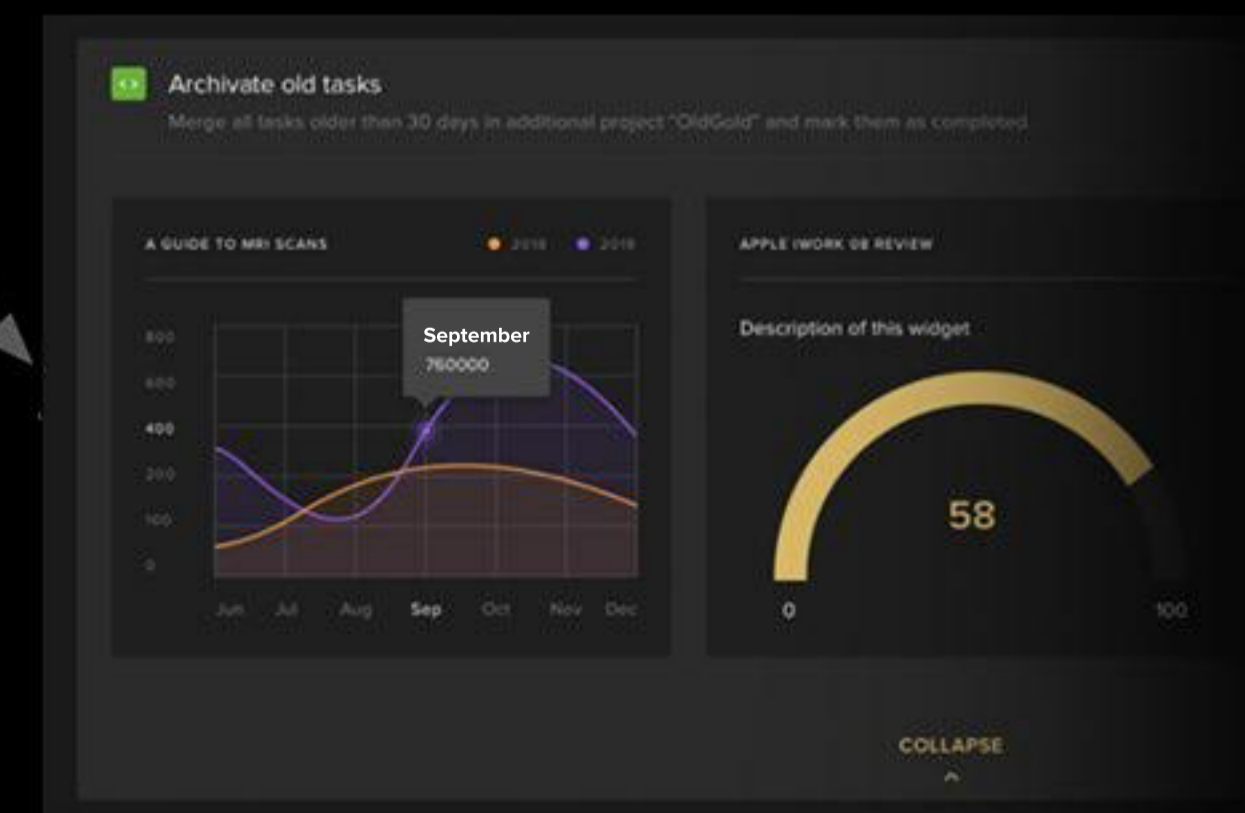 Archivate old tasks
Merge all tasks older than 30 days in additional project "OldGold" and mark them as completed
A GUIDE TO MRI SCANS
2018 2019
800
600
400
200
100
0
September
760000
Jun Jul Aug Sep Oct Nov Dec
APPLE IWORK 08 REVIEW
Description of this widget
58
0 100
COLLAPSE